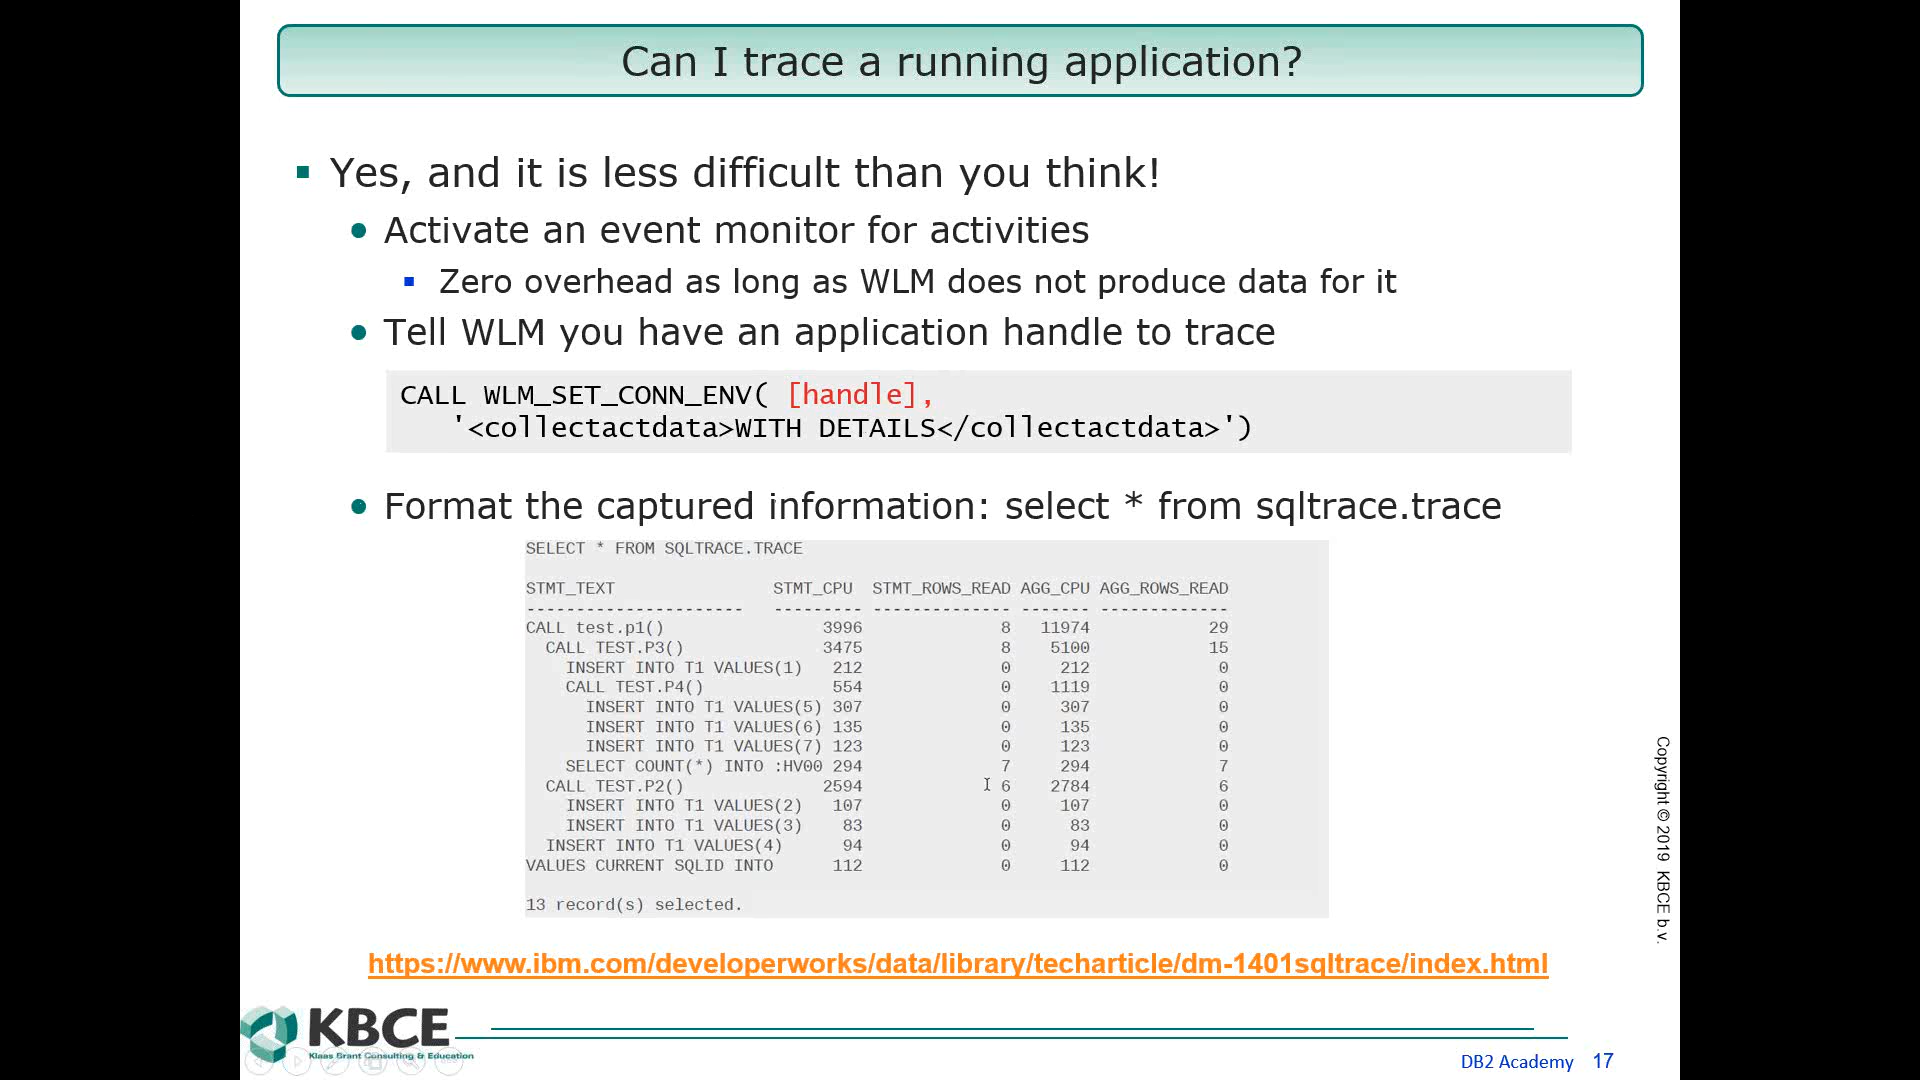 Can I trace a running application?
Yes, and it is less difficult than you think!
Activate an event monitor for activities
Zero overhead as long as WLM does not produce data for it
Tell WLM you have an application handle to trace
CALL WLM_SET_CONN_ENV( [handle],
'<collectactdata>WITH DETAILS</collectactdata>')
Format the captured information: select * from sqltrace.trace
SELECT * FROM SQLTRACE.TRACE
STMT_TEXT STMT_CPU STMT_ROWS_READ AGG_CPU AGG_ROWS_READ
---------------------- --------- -------------- ------- -------------
CALL test.p1() 3996 8 11974 29
CALL TEST.P3() 3475 8 5100 15
INSERT INTO T1 VALUES(1) 212 0 212 0
CALL TEST.P4() 554 0 1119 0
INSERT INTO T1 VALUES(5) 307 0 307 0
INSERT INTO T1 VALUES(6) 135 0 135 0
INSERT INTO T1 VALUES(7) 123 0 123 0
SELECT COUNT(*) INTO :HV00 294 7 294 7
CALL TEST.P2() 2594 6 2784 6
INSERT INTO T1 VALUES(2) 107 0 107 0
INSERT INTO T1 VALUES(3) 83 0 83 0
INSERT INTO T1 VALUES(4) 94 0 94 0
VALUES CURRENT SQLID INTO 112 0 112 0
13 record(s) selected.
https://www.ibm.com/developerworks/data/library/techarticle/dm-1401sqltrace/index.html
Copyright © 2019 KBCE b.v.
KBCE
Klaas Brant Consulting & Education
DB2 Academy 17